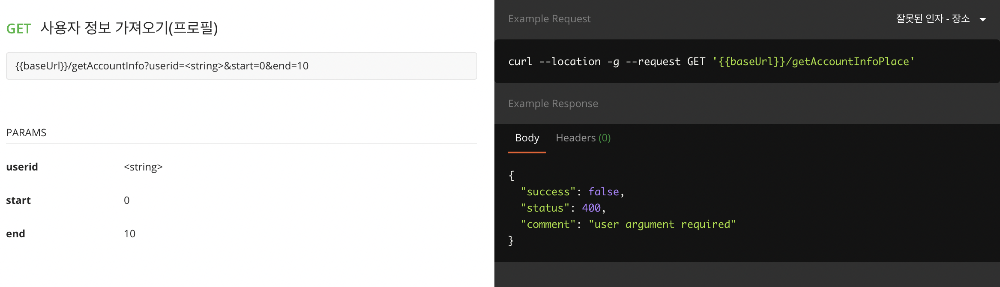 GET 사용자 정보 가져오기(프로필)
{{baseUrl}}/getAccountInfo?userid=<string>&start=0&end=10
PARAMS
userid <string>
start 0
end 10
Example Request 잘못된 인자 - 장소
curl --location -g --request GET '{{baseUrl}}/getAccountInfoPlace'
Example Response
Body Headers (0)
{
  "success": false,
  "status": 400,
  "comment": "user argument required"
}